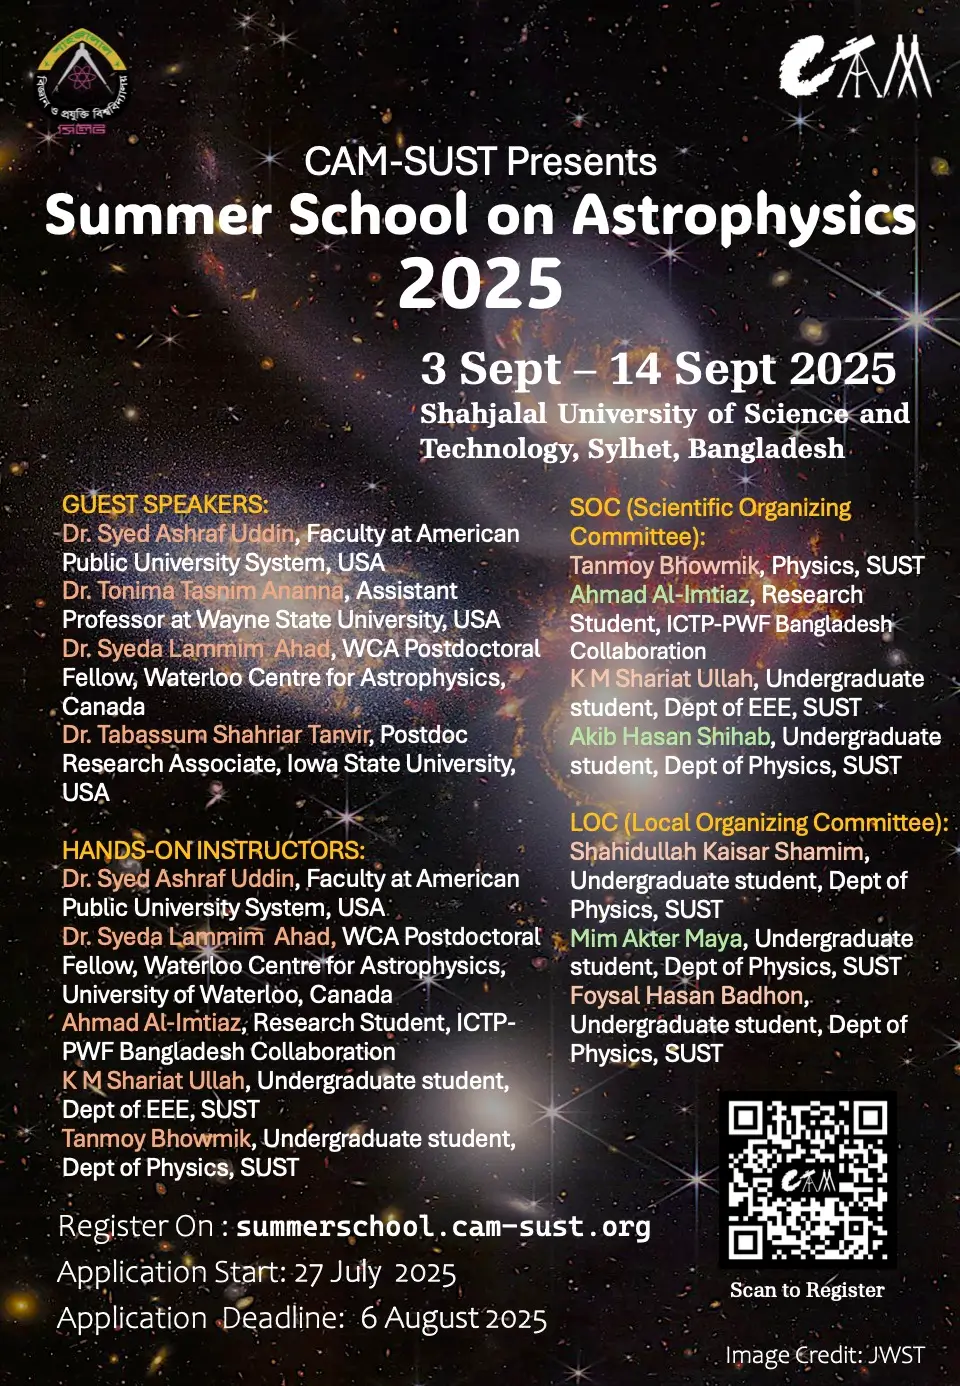 শাহজালাল
বিজ্ঞান ও প্রযুক্তি বিশ্ববিদ্যালয়
সিলেট
CAM
CAM-SUST Presents
Summer School on Astrophysics
2025
3 Sept – 14 Sept 2025
Shahjalal University of Science and
Technology, Sylhet, Bangladesh
GUEST SPEAKERS:
Dr. Syed Ashraf Uddin, Faculty at American
Public University System, USA
Dr. Tonima Tasnim Ananna, Assistant
Professor at Wayne State University, USA
Dr. Syeda Lammim Ahad, WCA Postdoctoral
Fellow, Waterloo Centre for Astrophysics,
Canada
Dr. Tabassum Shahriar Tanvir, Postdoc
Research Associate, Iowa State University,
USA
HANDS-ON INSTRUCTORS:
Dr. Syed Ashraf Uddin, Faculty at American
Public University System, USA
Dr. Syeda Lammim Ahad, WCA Postdoctoral
Fellow, Waterloo Centre for Astrophysics,
University of Waterloo, Canada
Ahmad Al-Imtiaz, Research Student, ICTP-
PWF Bangladesh Collaboration
K M Shariat Ullah, Undergraduate student,
Dept of EEE, SUST
Tanmoy Bhowmik, Undergraduate student,
Dept of Physics, SUST
SOC (Scientific Organizing
Committee):
Tanmoy Bhowmik, Physics, SUST
Ahmad Al-Imtiaz, Research
Student, ICTP-PWF Bangladesh
Collaboration
K M Shariat Ullah, Undergraduate
student, Dept of EEE, SUST
Akib Hasan Shihab, Undergraduate
student, Dept of Physics, SUST
LOC (Local Organizing Committee):
Shahidullah Kaisar Shamim,
Undergraduate student, Dept of
Physics, SUST
Mim Akter Maya, Undergraduate
student, Dept of Physics, SUST
Foysal Hasan Badhon,
Undergraduate student, Dept of
Physics, SUST
CAM
Scan to Register
Register On : summerschool.cam-sust.org
Application Start: 27 July 2025
Application Deadline: 6 August 2025
Image Credit: JWST